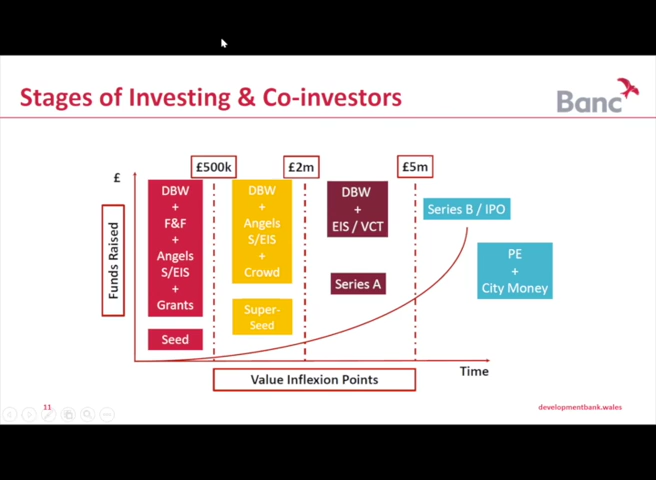 Stages of Investing & Co-investors
Banc
£
£500k
£2m
£5m
Funds Raised
DBW
+
F&F
+
Angels
S/EIS
+
Grants
Seed
DBW
+
Angels
S/EIS
+
Crowd
Super-
Seed
DBW
+
EIS / VCT
Series A
Series B / IPO
PE
+
City Money
Time
Value Inflexion Points
11
developmentbank.wales